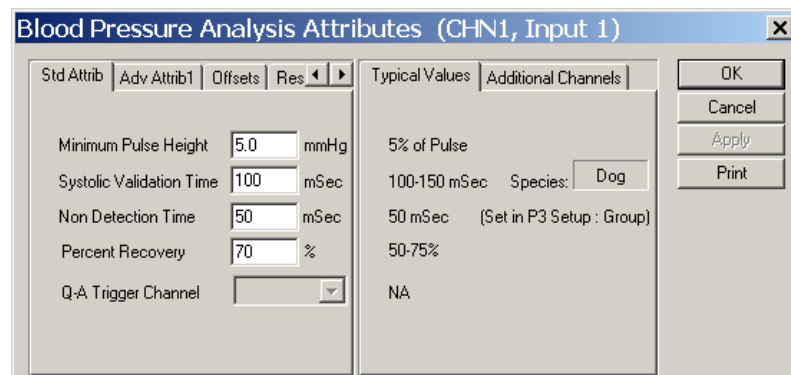 Blood Pressure Analysis Attributes (CHN1, Input 1)
Std Attrib Adv Attrib1 Offsets Res
Typical Values Additional Channels
OK
Cancel
Apply
Print
Minimum Pulse Height 5.0 mmHg 5% of Pulse
Systolic Validation Time 100 mSec 100-150 mSec Species: Dog
Non Detection Time 50 mSec 50 mSec (Set in P3 Setup : Group)
Percent Recovery 70 % 50-75%
Q-A Trigger Channel NA